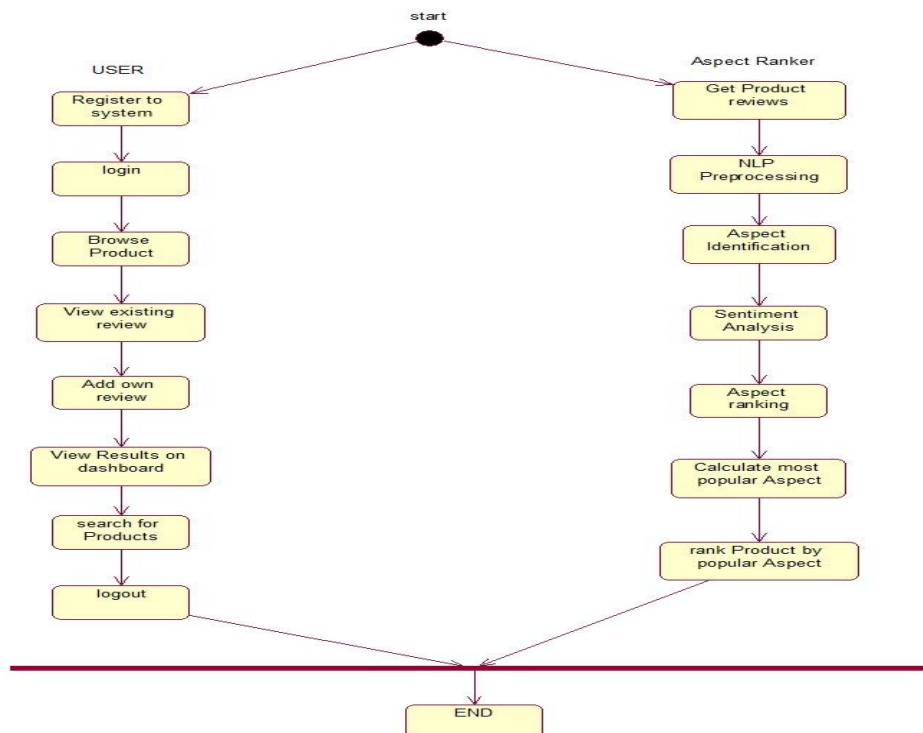 start
USER
Register to
system
login
Browse
Product
View existing
review
Add own
review
View Results on
dashboard
search for
Products
logout
Aspect Ranker
Get Product
reviews
NLP
Preprocessing
Aspect
Identification
Sentiment
Analysis
Aspect
ranking
Calculate most
popular Aspect
rank Product by
popular Aspect
END